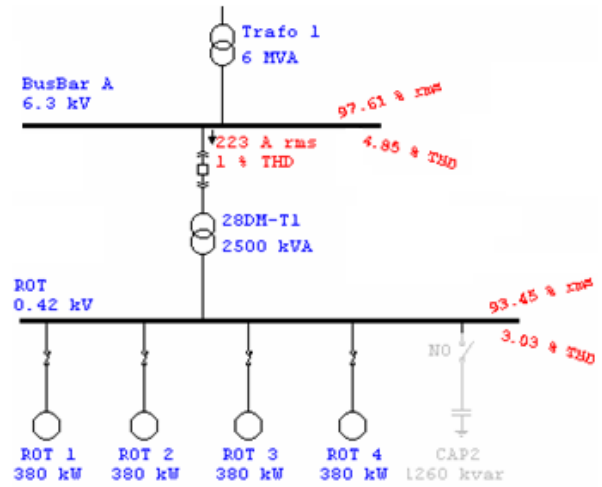 Trafo 1
6 MVA
BusBar A
6.3 kV
97.61 % rms
4.85 % THD
223 A rms
1 % THD
28DM-T1
2500 kVA
ROT
0.42 kV
93.45 % rms
3.03 % THD
NO
ROT 1
380 kW
ROT 2
380 kW
ROT 3
380 kW
ROT 4
380 kW
CAP2
1260 kvar